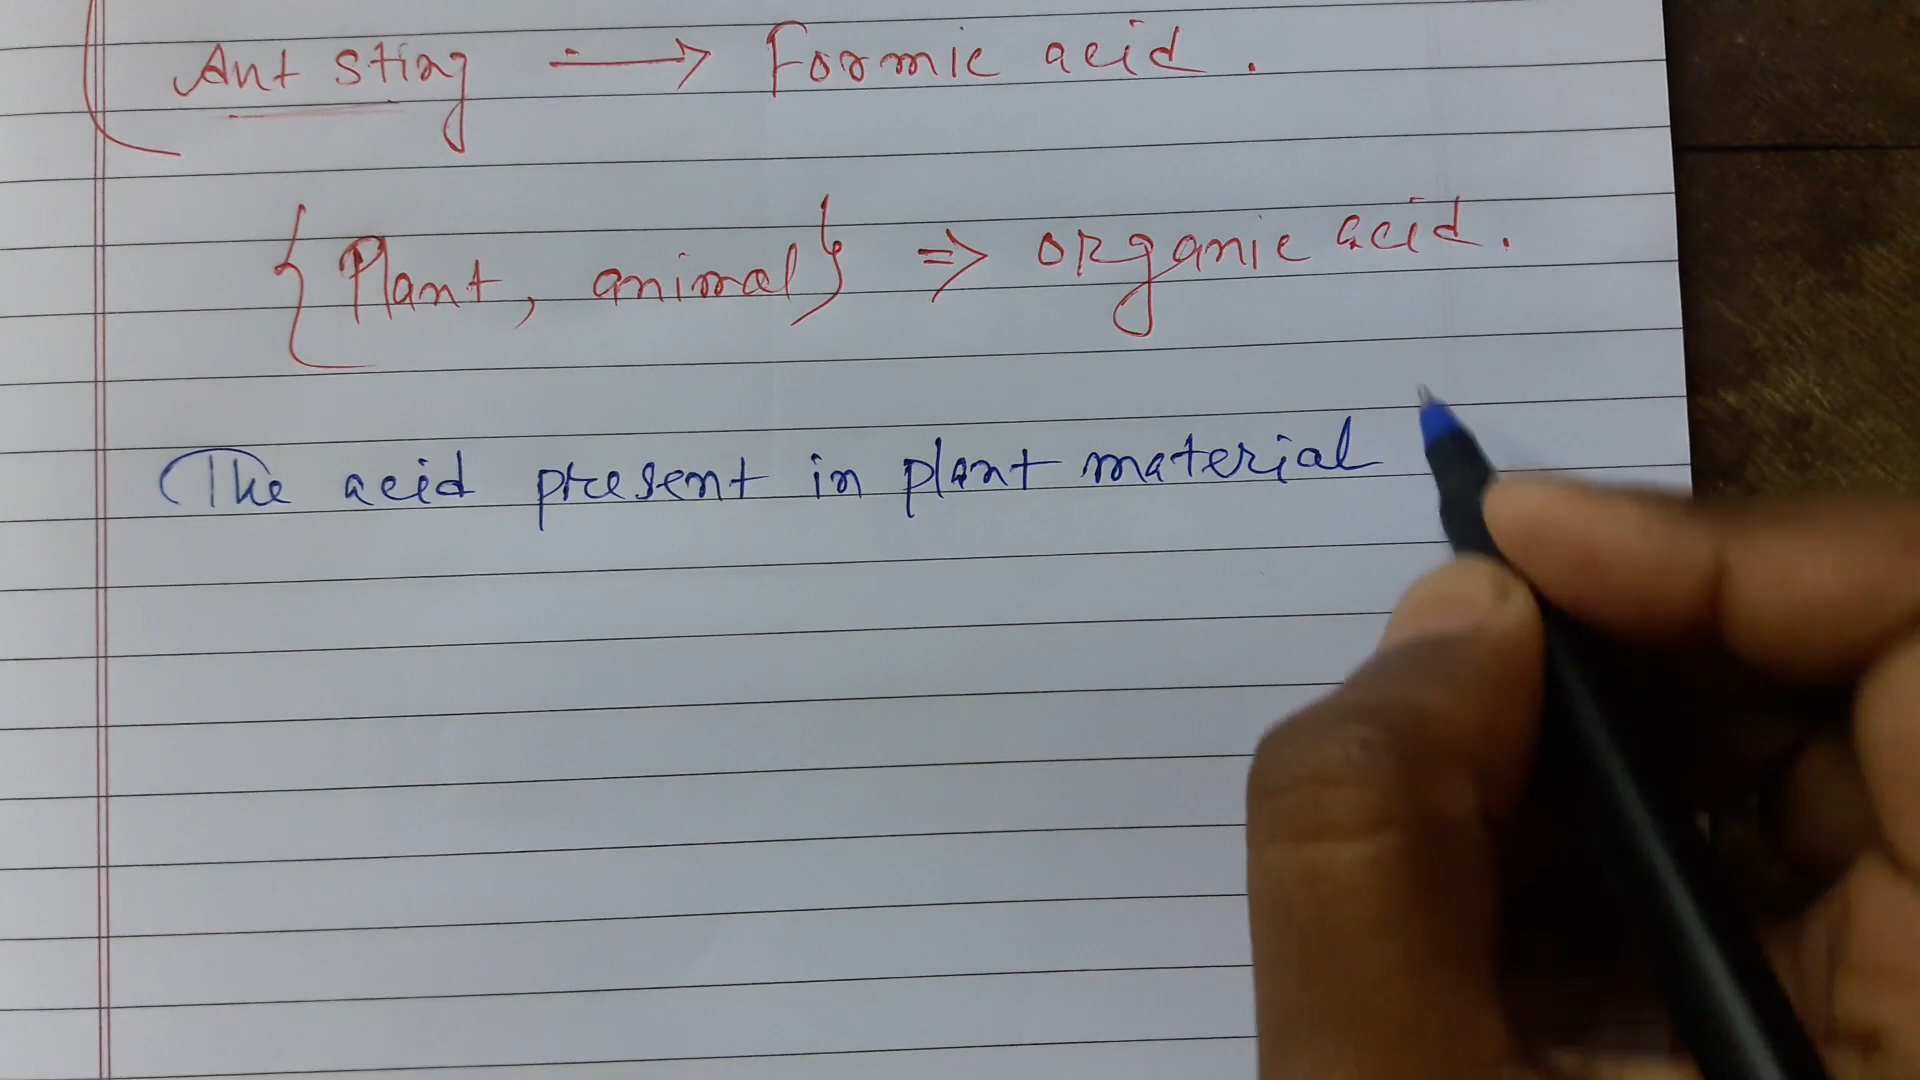 Ant sting → Formic acid.
{Plant, animal} ⇒ organic acid.
The acid present in plant material